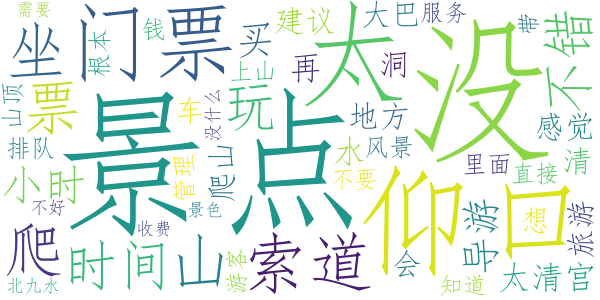 需要
钱
建议
大巴
服务
带
根本
坐
门票
买
太
没
不错
上山
再
洞
山顶
票
景点
玩
地方
感觉
车
没什么
排队
管理
爬山
水
风景
里面
清
小时
不要
直接
仰口
不好
景色
想
旅游
导游
爬
收费
时间
山
索道
游客
会
北九水
知道
太清宫